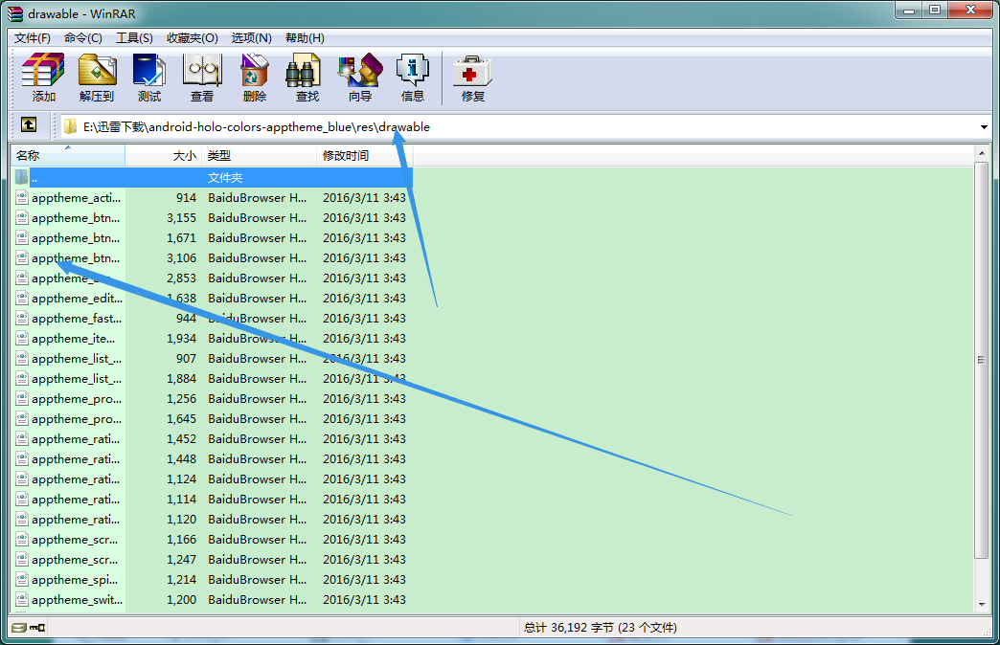 drawable - WinRAR
文件(F) 命令(C) 工具(S) 收藏夹(O) 选项(N) 帮助(H)
添加 解压到 测试 查看 删除 查找 向导 信息 修复
E:\迅雷下载\android-holo-colors-apptheme_blue\res\drawable
名称 大小 类型 修改时间
.. 文件夹
apptheme_acti... 914 BaiduBrowser H... 2016/3/11 3:43
apptheme_btn... 3,155 BaiduBrowser H... 2016/3/11 3:43
apptheme_btn... 1,671 BaiduBrowser H... 2016/3/11 3:43
apptheme_btn... 3,106 BaiduBrowser H... 2016/3/11 3:43
2,853 BaiduBrowser H... 2016/3/11 3:43
apptheme_edit... 1,638 BaiduBrowser H... 2016/3/11 3:43
apptheme_fast... 944 BaiduBrowser H... 2016/3/11 3:43
apptheme_ite... 1,934 BaiduBrowser H... 2016/3/11 3:43
apptheme_list_... 907 BaiduBrowser H... 2016/3/11 3:43
apptheme_list_... 1,884 BaiduBrowser H... 2016/3/11 3:43
apptheme_pro... 1,256 BaiduBrowser H... 2016/3/11 3:43
apptheme_pro... 1,645 BaiduBrowser H... 2016/3/11 3:43
apptheme_rati... 1,452 BaiduBrowser H... 2016/3/11 3:43
apptheme_rati... 1,448 BaiduBrowser H... 2016/3/11 3:43
apptheme_rati... 1,124 BaiduBrowser H... 2016/3/11 3:43
apptheme_rati... 1,114 BaiduBrowser H... 2016/3/11 3:43
apptheme_rati... 1,120 BaiduBrowser H... 2016/3/11 3:43
apptheme_scr... 1,166 BaiduBrowser H... 2016/3/11 3:43
apptheme_scr... 1,247 BaiduBrowser H... 2016/3/11 3:43
apptheme_spi... 1,214 BaiduBrowser H... 2016/3/11 3:43
apptheme_swit... 1,200 BaiduBrowser H... 2016/3/11 3:43
总计 36,192 字节 (23 个文件)